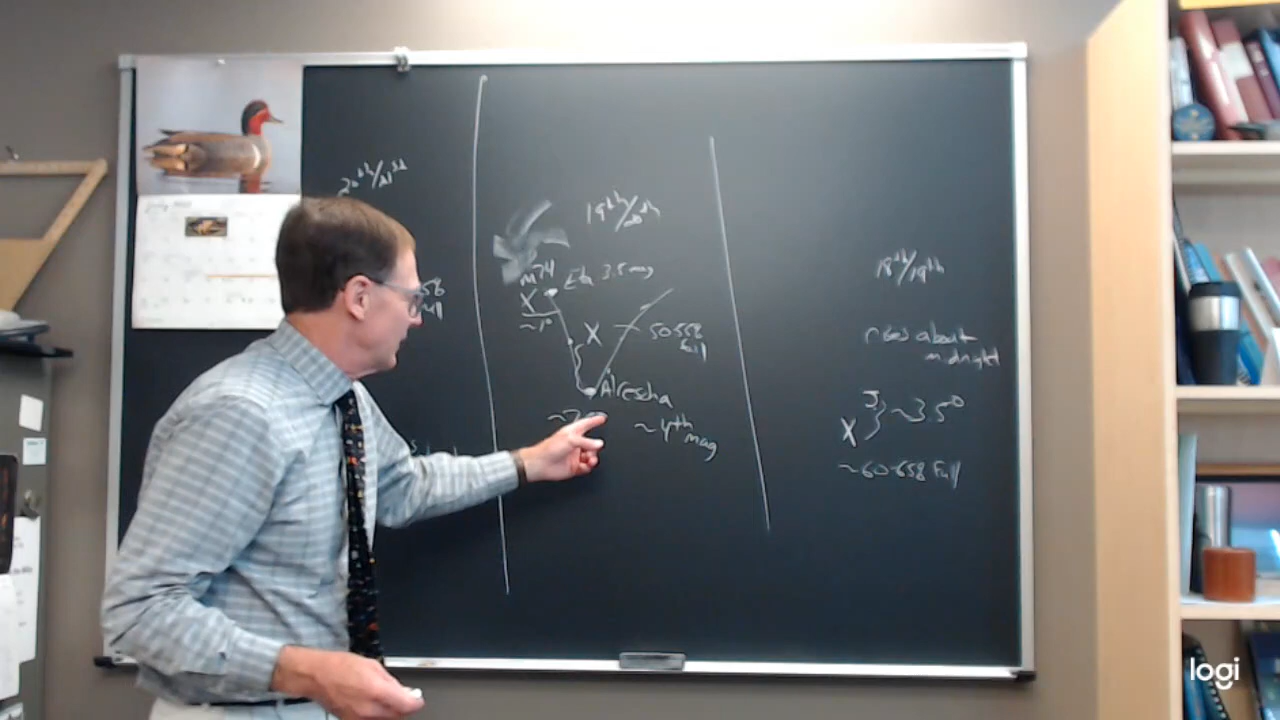 20th/21st
19th/20th
M74
Eta 3.5 mag
X
~1°
X
50-55%
full
Alrescha
~4th
mag
18th/19th
rises about
midnight
X
~3.5°
~60-65% Full
logi